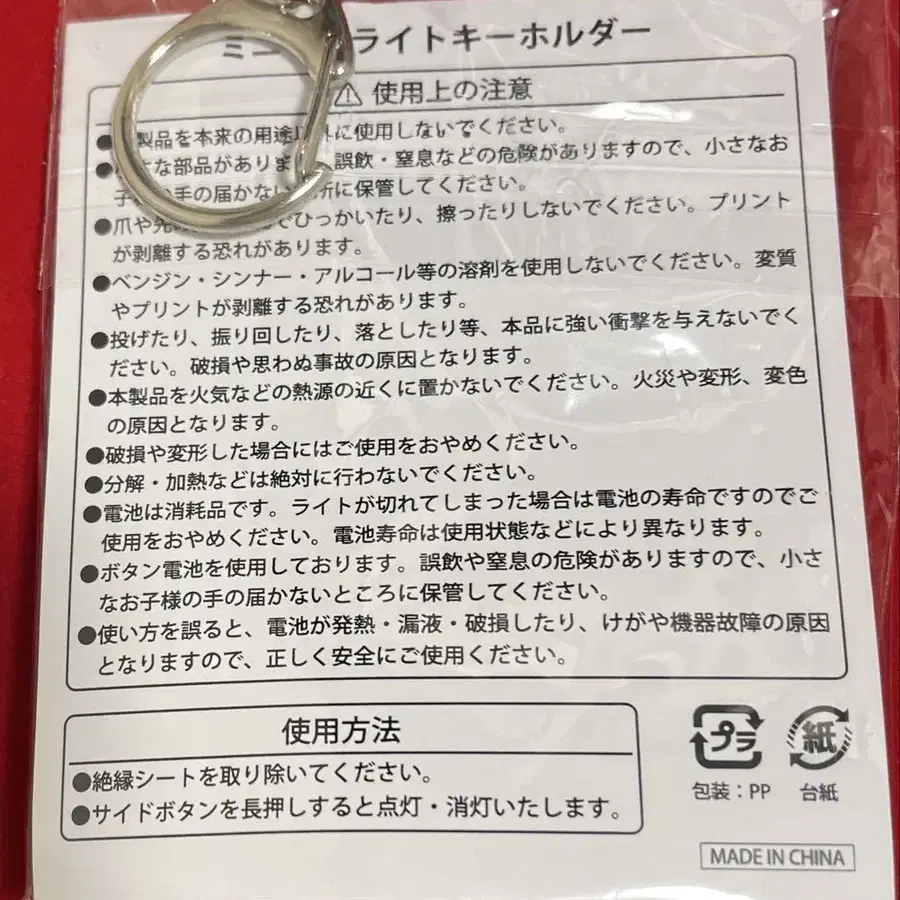 ミ ライトキーホルダー
⚠ 使用上の注意
● 製品を本来の用途 外に使用しないでください。
● な部品がありま 誤飲・窒息などの危険がありますので、小さなお
子 の手の届かない 所に保管してください。
●爪や でひっかいたり、擦ったりしないでください。プリント
が剥離する恐れがあります。
●ベンジン・シンナー・アルコール等の溶剤を使用しないでください。変質
やプリントが剥離する恐れがあります。
●投げたり、振り回したり、落としたり等、本品に強い衝撃を与えないでく
ださい。破損や思わぬ事故の原因となります。
●本製品を火気などの熱源の近くに置かないでください。火災や変形、変色
の原因となります。
●破損や変形した場合にはご使用をおやめください。
●分解・加熱などは絶対に行わないでください。
●電池は消耗品です。ライトが切れてしまった場合は電池の寿命ですのでご
使用をおやめください。電池寿命は使用状態などにより異なります。
●ボタン電池を使用しております。誤飲や窒息の危険がありますので、小さ
なお子様の手の届かないところに保管してください。
●使い方を誤ると、電池が発熱・漏液・破損したり、けがや機器故障の原因
となりますので、正しく安全にご使用ください。
使用方法
●絶縁シートを取り除いてください。
●サイドボタンを長押しすると点灯・消灯いたします。
プラ 紙
包装：PP 台紙
MADE IN CHINA